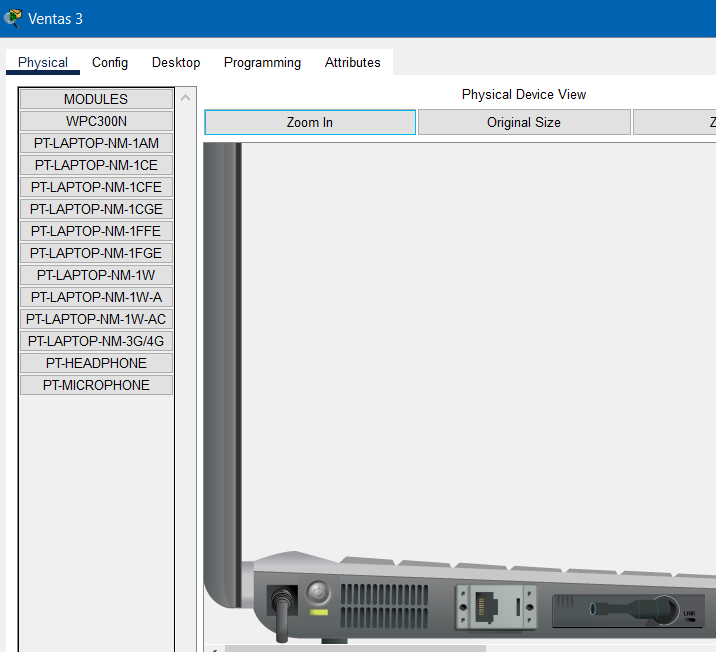 Ventas 3
Physical Config Desktop Programming Attributes
MODULES
WPC300N
PT-LAPTOP-NM-1AM
PT-LAPTOP-NM-1CE
PT-LAPTOP-NM-1CFE
PT-LAPTOP-NM-1CGE
PT-LAPTOP-NM-1FFE
PT-LAPTOP-NM-1FGE
PT-LAPTOP-NM-1W
PT-LAPTOP-NM-1W-A
PT-LAPTOP-NM-1W-AC
PT-LAPTOP-NM-3G/4G
PT-HEADPHONE
PT-MICROPHONE
Physical Device View
Zoom In Original Size Z
LINK